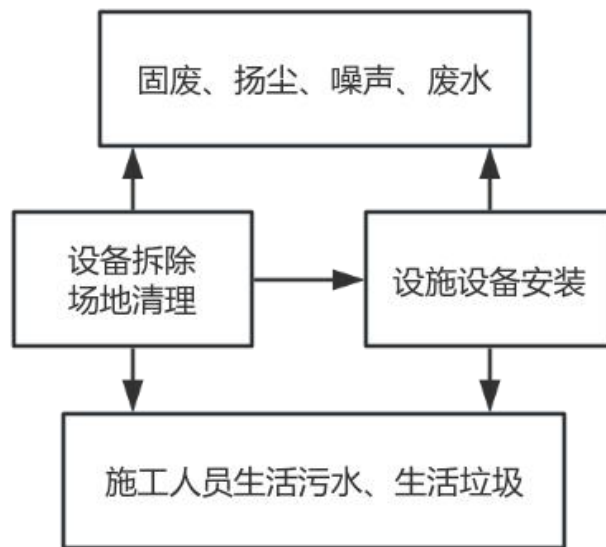 固废、扬尘、噪声、废水
设备拆除
场地清理
设施设备安装
施工人员生活污水、生活垃圾